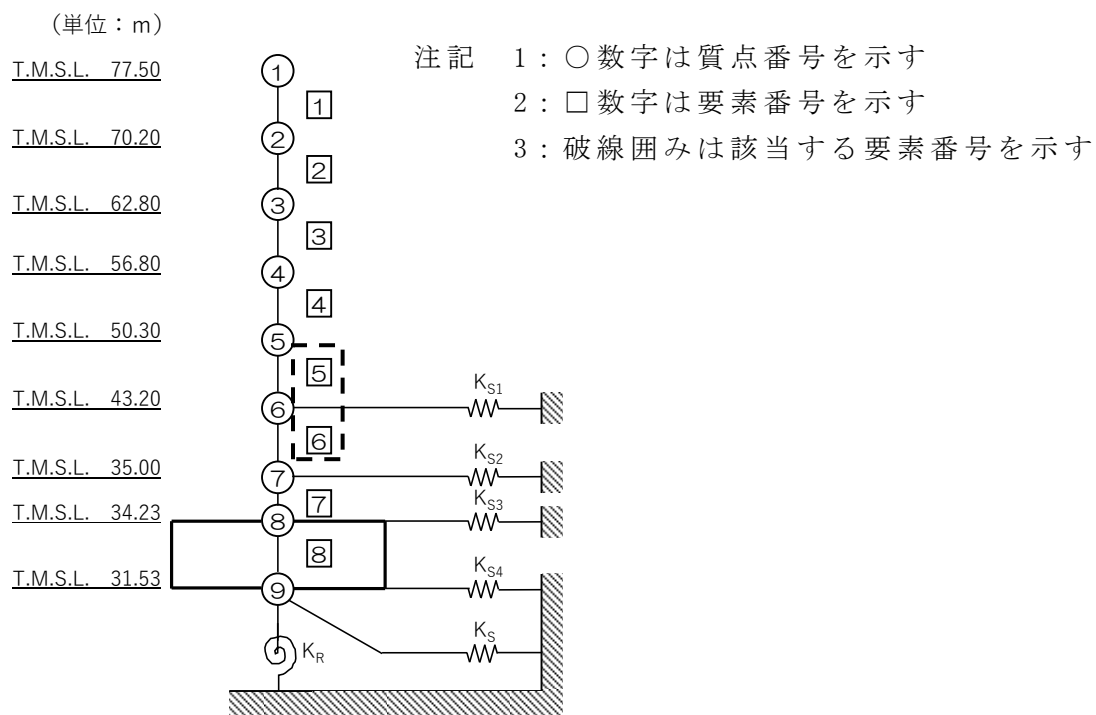 （単位：m）
注記 1：○数字は質点番号を示す
2：□数字は要素番号を示す
3：破線囲みは該当する要素番号を示す
T.M.S.L. 77.50
①
1
T.M.S.L. 70.20
②
2
T.M.S.L. 62.80
③
3
T.M.S.L. 56.80
④
4
T.M.S.L. 50.30
⑤
5
T.M.S.L. 43.20
⑥
KS1
6
T.M.S.L. 35.00
⑦
KS2
7
T.M.S.L. 34.23
⑧
KS3
8
T.M.S.L. 31.53
⑨
KS4
KR
KS